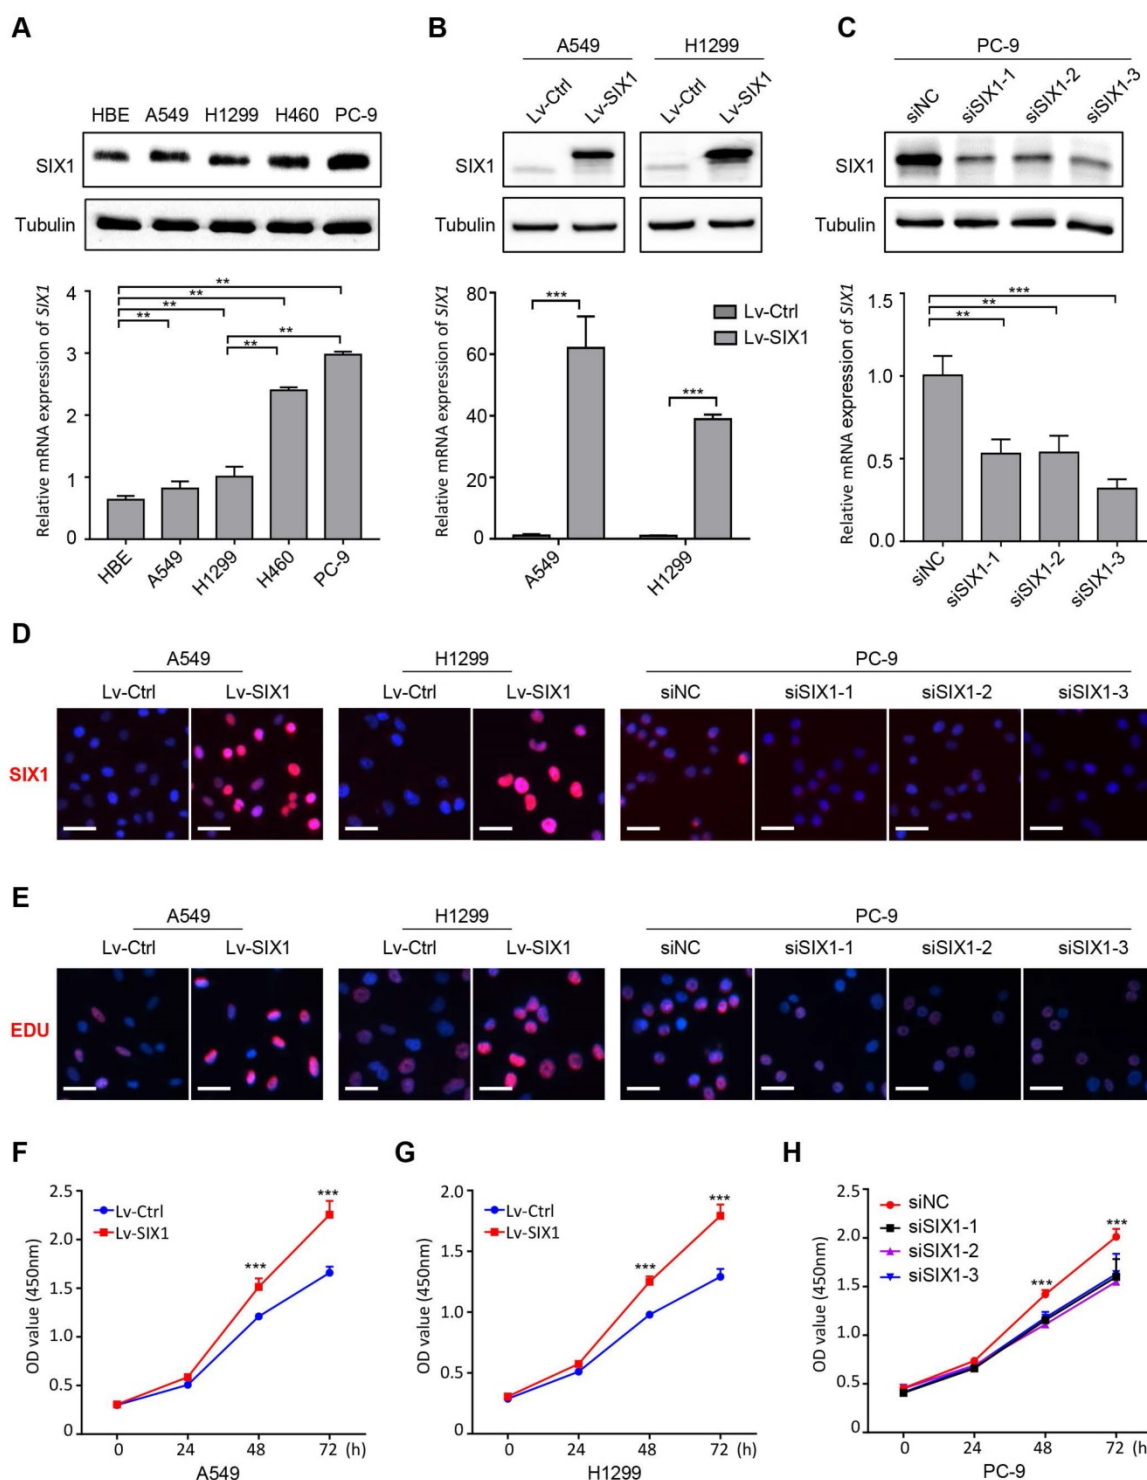 A
HBE A549 H1299 H460 PC-9
SIX1
Tubulin
** ** ** ** ** **
Relative mRNA expression of SIX1
4
3
2
1
0
HBE A549 H1299 H460 PC-9
B
A549 H1299
Lv-Ctrl Lv-SIX1 Lv-Ctrl Lv-SIX1
SIX1
Tubulin
*** ***
Lv-Ctrl
Lv-SIX1
Relative mRNA expression of SIX1
80
60
40
20
0
A549 H1299
C
PC-9
siNC siSIX1-1 siSIX1-2 siSIX1-3
SIX1
Tubulin
***
**
**
Relative mRNA expression of SIX1
1.5
1.0
0.5
0.0
siNC siSIX1-1 siSIX1-2 siSIX1-3
D
A549 H1299 PC-9
Lv-Ctrl Lv-SIX1 Lv-Ctrl Lv-SIX1 siNC siSIX1-1 siSIX1-2 siSIX1-3
SIX1
E
A549 H1299 PC-9
Lv-Ctrl Lv-SIX1 Lv-Ctrl Lv-SIX1 siNC siSIX1-1 siSIX1-2 siSIX1-3
EDU
F
Lv-Ctrl
Lv-SIX1
*** ***
OD value (450nm)
2.5
2.0
1.5
1.0
0.5
0
0 24 48 72 (h)
A549
G
Lv-Ctrl
Lv-SIX1
*** ***
OD value (450nm)
2.0
1.5
1.0
0.5
0
0 24 48 72 (h)
H1299
H
siNC
siSIX1-1
siSIX1-2
siSIX1-3
*** ***
OD value (450nm)
2.5
2.0
1.5
1.0
0.5
0
0 24 48 72 (h)
PC-9